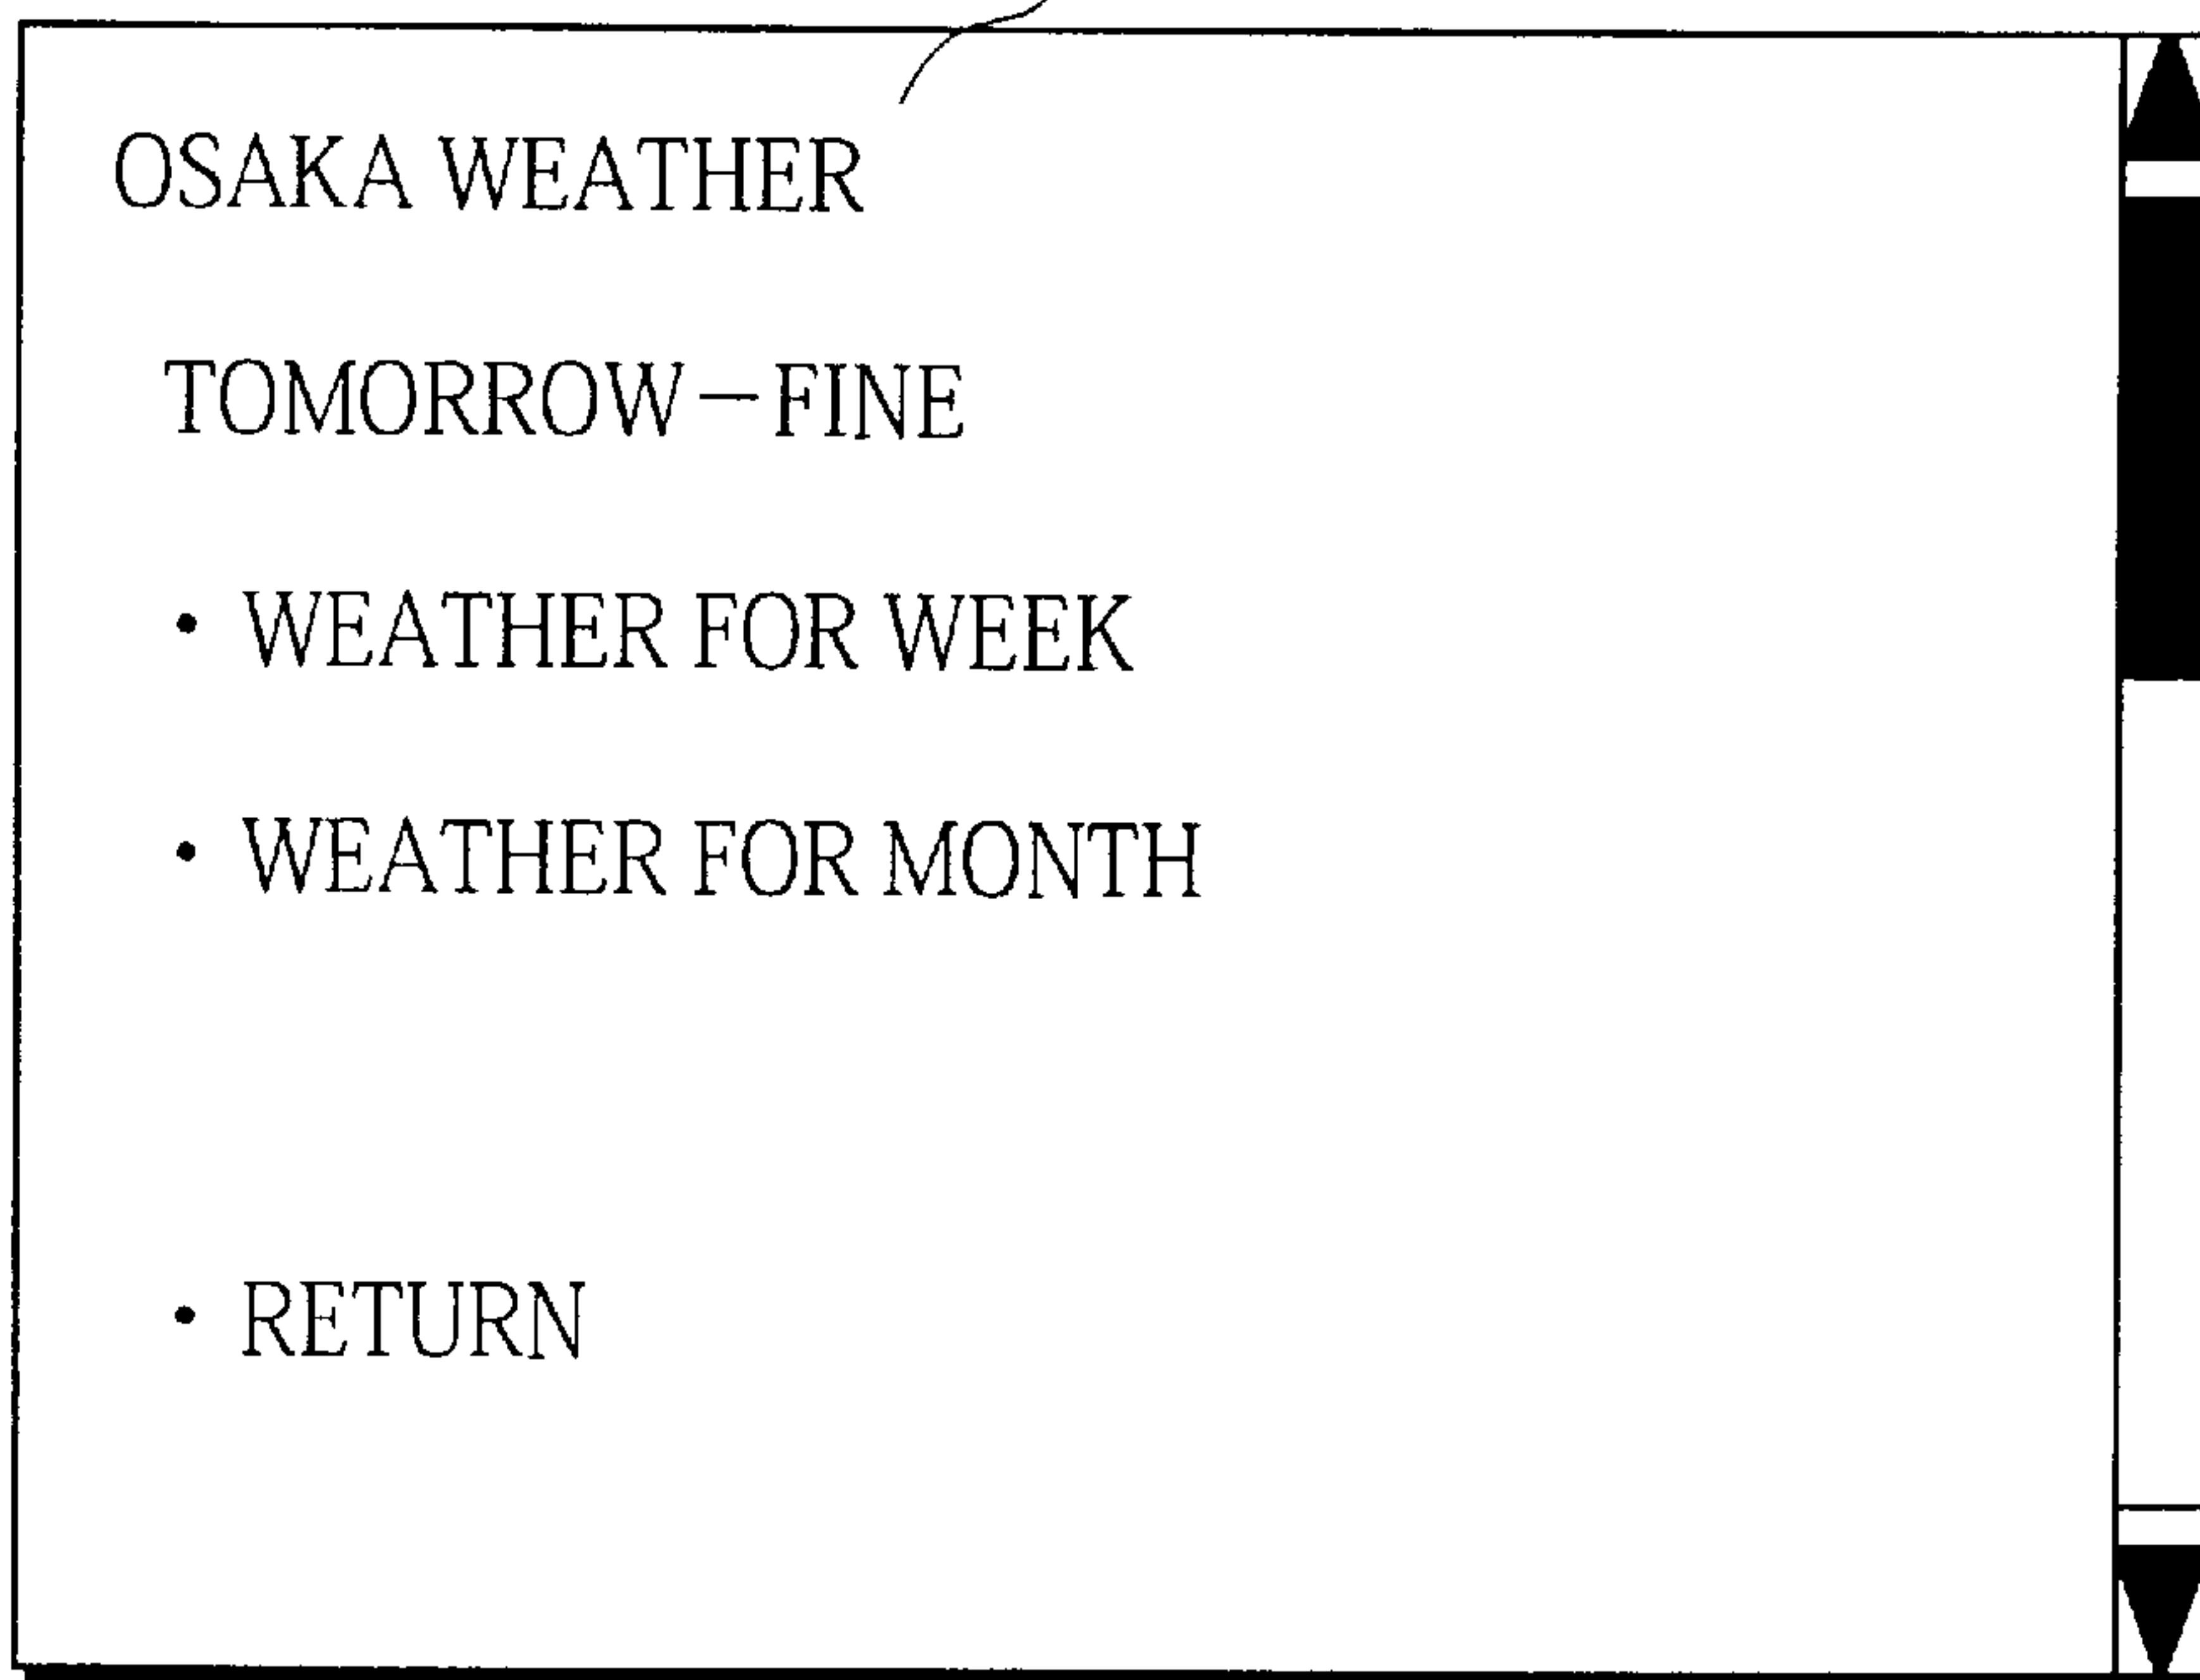 OSAKA WEATHER
TOMORROW—FINE
• WEATHER FOR WEEK
• WEATHER FOR MONTH
• RETURN